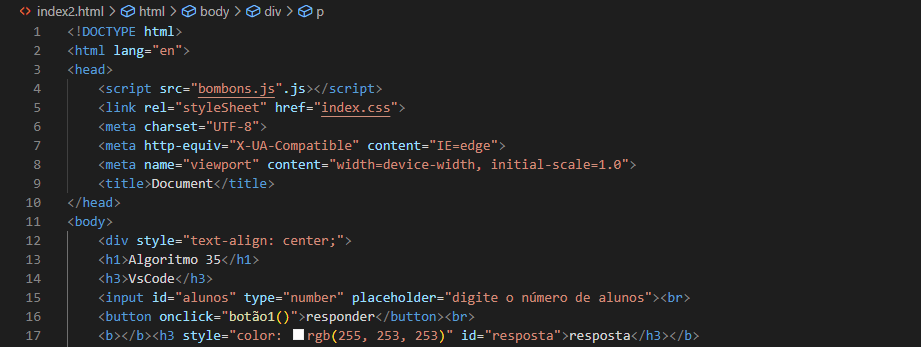 index2.html > html > body > div > p
1 <!DOCTYPE html>
2 <html lang="en">
3 <head>
4 <script src="bombons.js".js></script>
5 <link rel="styleSheet" href="index.css">
6 <meta charset="UTF-8">
7 <meta http-equiv="X-UA-Compatible" content="IE=edge">
8 <meta name="viewport" content="width=device-width, initial-scale=1.0">
9 <title>Document</title>
10 </head>
11 <body>
12 <div style="text-align: center;">
13 <h1>Algoritmo 35</h1>
14 <h3>VsCode</h3>
15 <input id="alunos" type="number" placeholder="digite o número de alunos"><br>
16 <button onclick="botão1()">responder</button><br>
17 <b></b><h3 style="color: rgb(255, 253, 253)" id="resposta">resposta</h3></b>